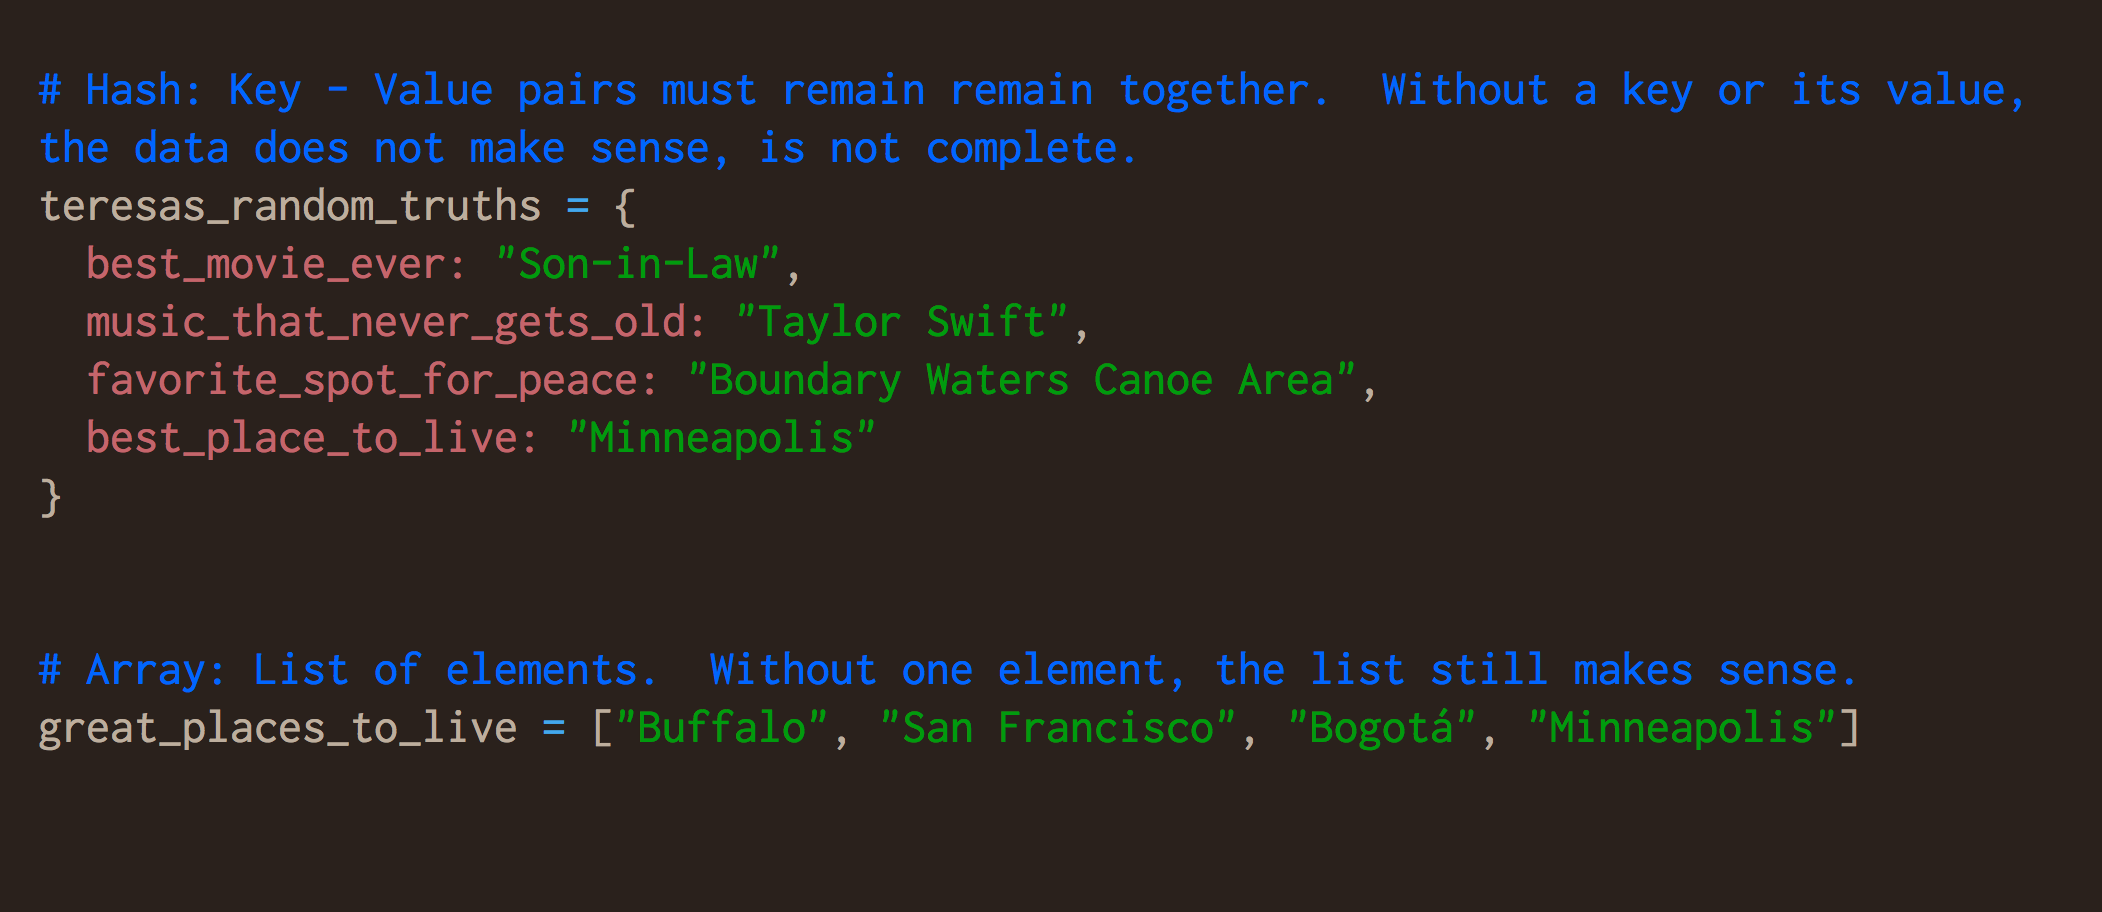 # Hash: Key - Value pairs must remain remain together.  Without a key or its value,
the data does not make sense, is not complete.
teresas_random_truths = {
  best_movie_ever: "Son-in-Law",
  music_that_never_gets_old: "Taylor Swift",
  favorite_spot_for_peace: "Boundary Waters Canoe Area",
  best_place_to_live: "Minneapolis"
}
# Array: List of elements.  Without one element, the list still makes sense.
great_places_to_live = ["Buffalo", "San Francisco", "Bogotá", "Minneapolis"]